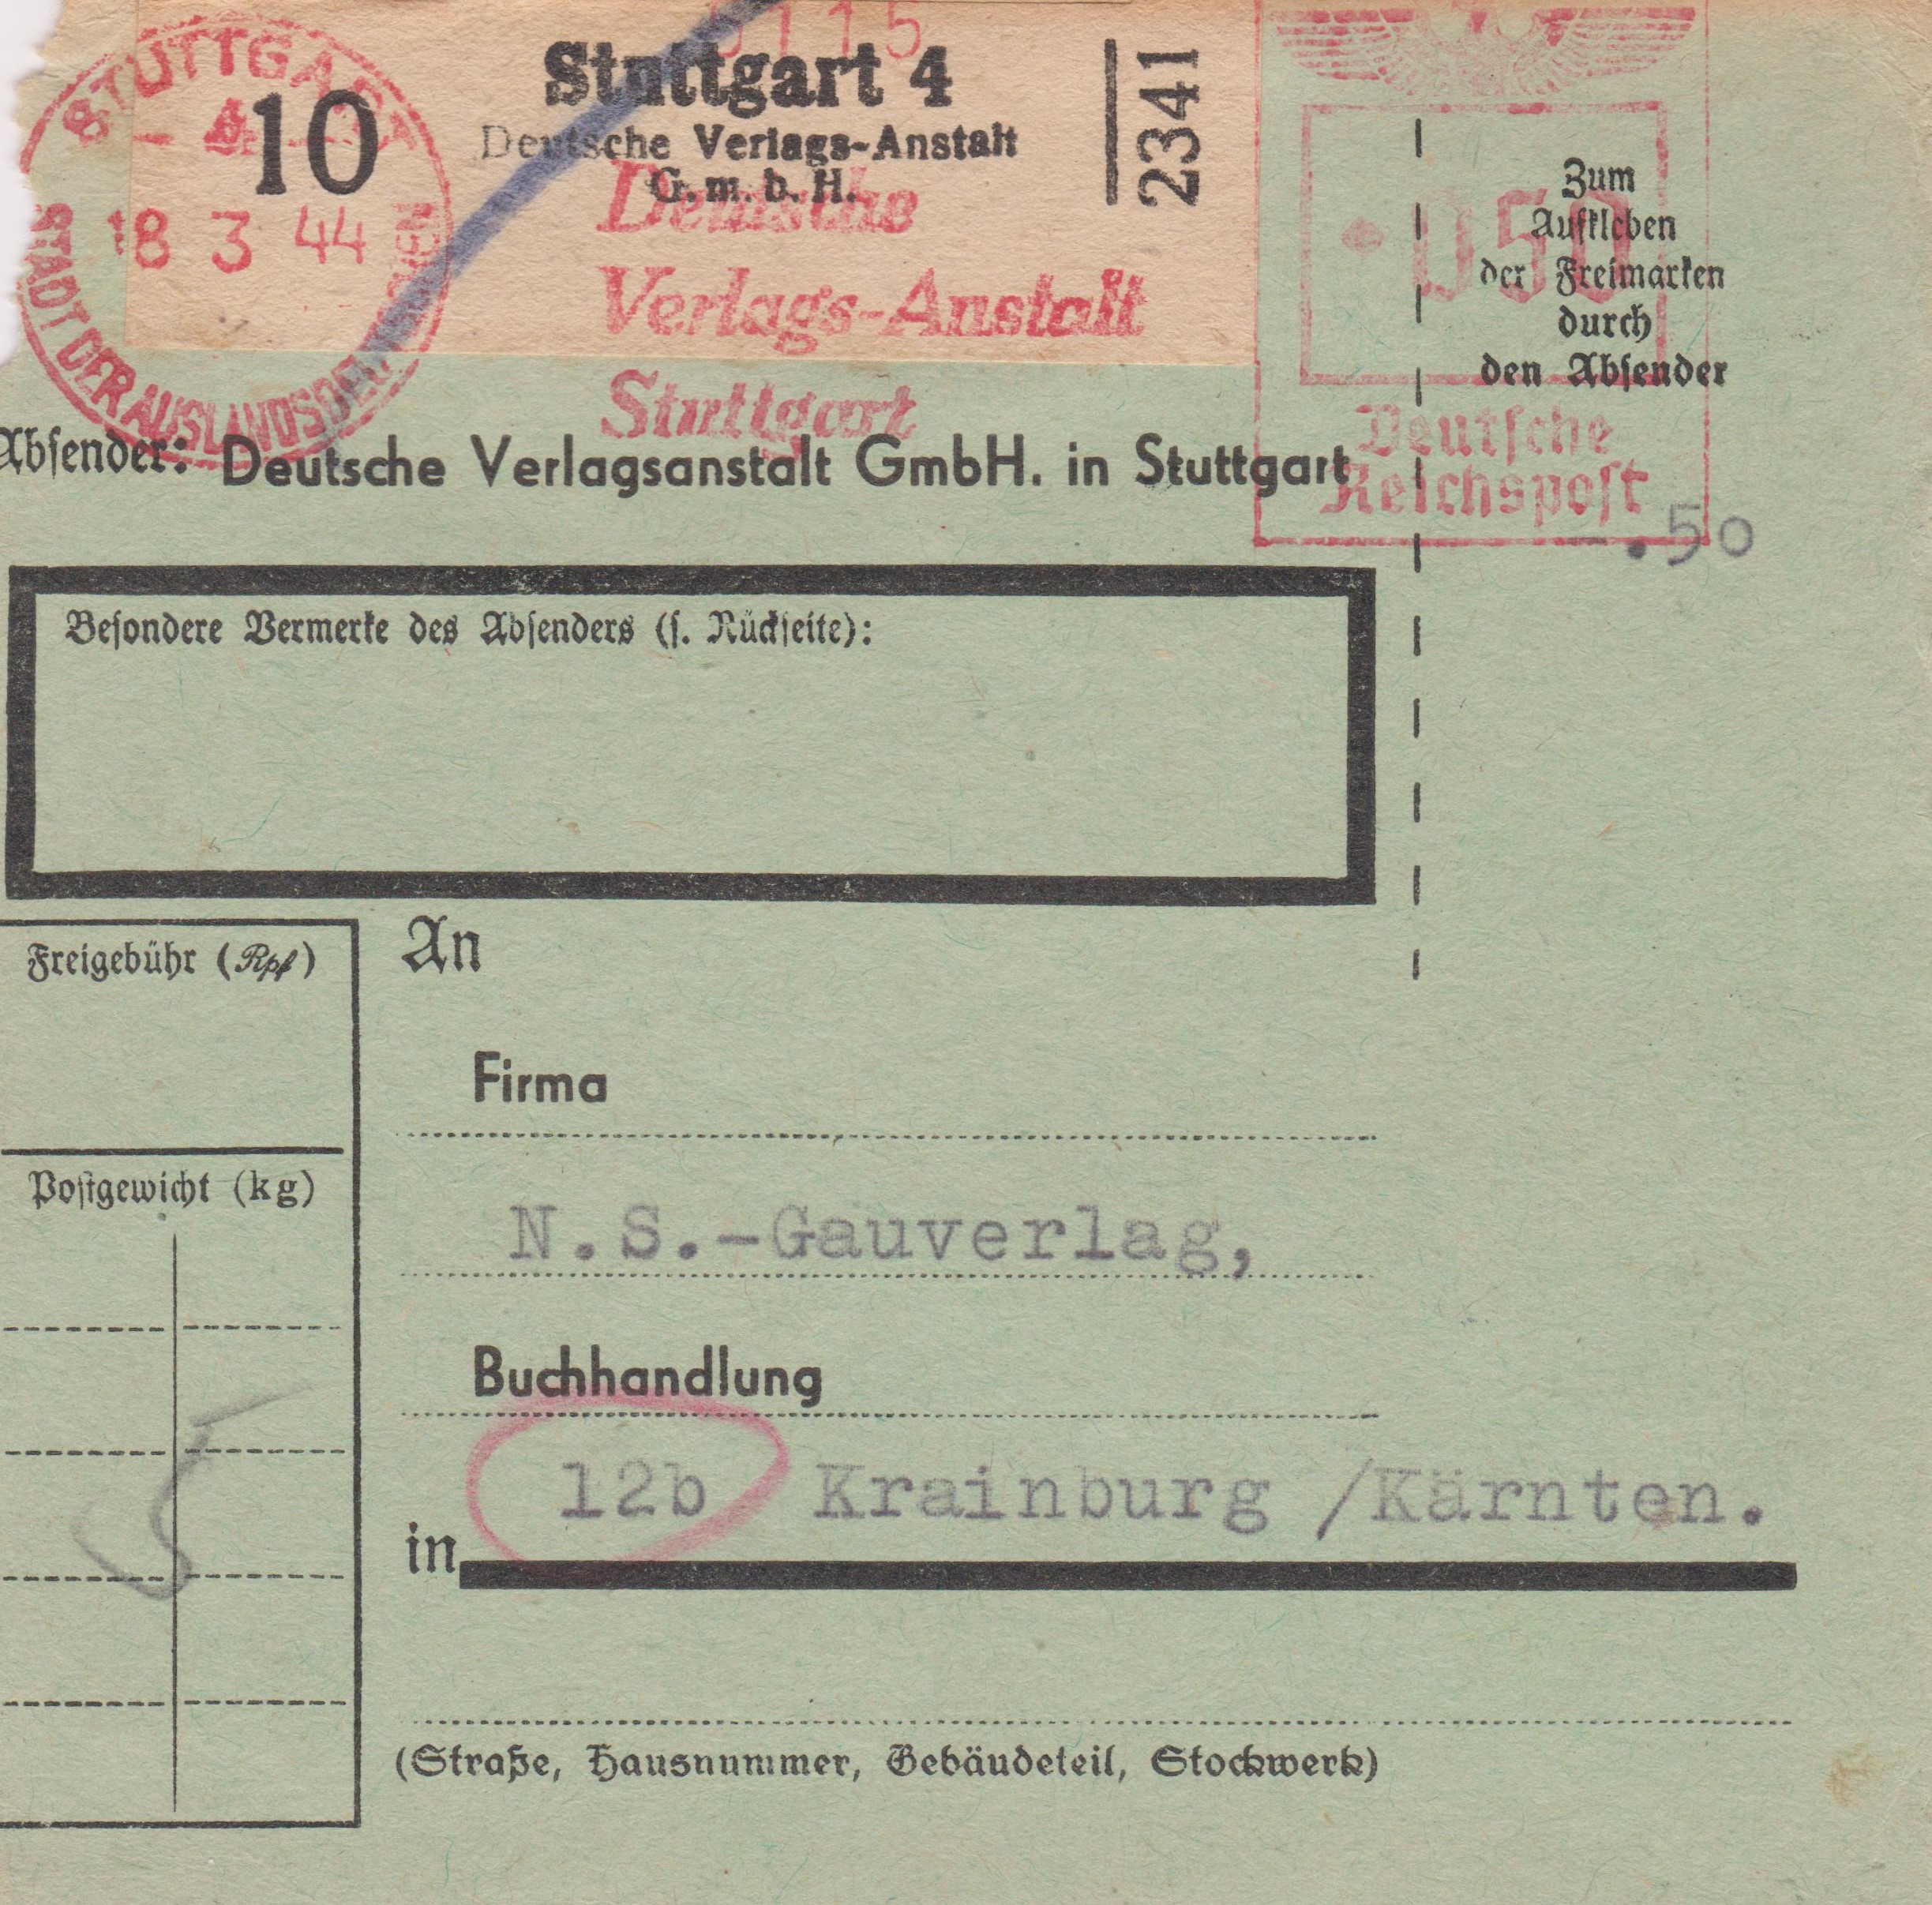 STUTTGART
10
18 3 44
STADT DER AUSLANDSDEUTSCHEN
Stuttgart 4
Deutsche Verlags-Anstalt
G.m.b.H.
2341
Deutsche
Verlags-Anstalt
Stuttgart
050
Deutsche
Reichspost
Zum
Aufkleben
der Freimarken
durch
den Absender
Absender: Deutsche Verlagsanstalt GmbH. in Stuttgart
-.50
Besondere Vermerke des Absenders (s. Rückseite):
Freigebühr (Rpf)
Postgewicht (kg)
5
An
Firma
N.S.-Gauverlag,
Buchhandlung
12b Krainburg /Kärnten.
in
(Straße, Hausnummer, Gebäudeteil, Stockwerk)